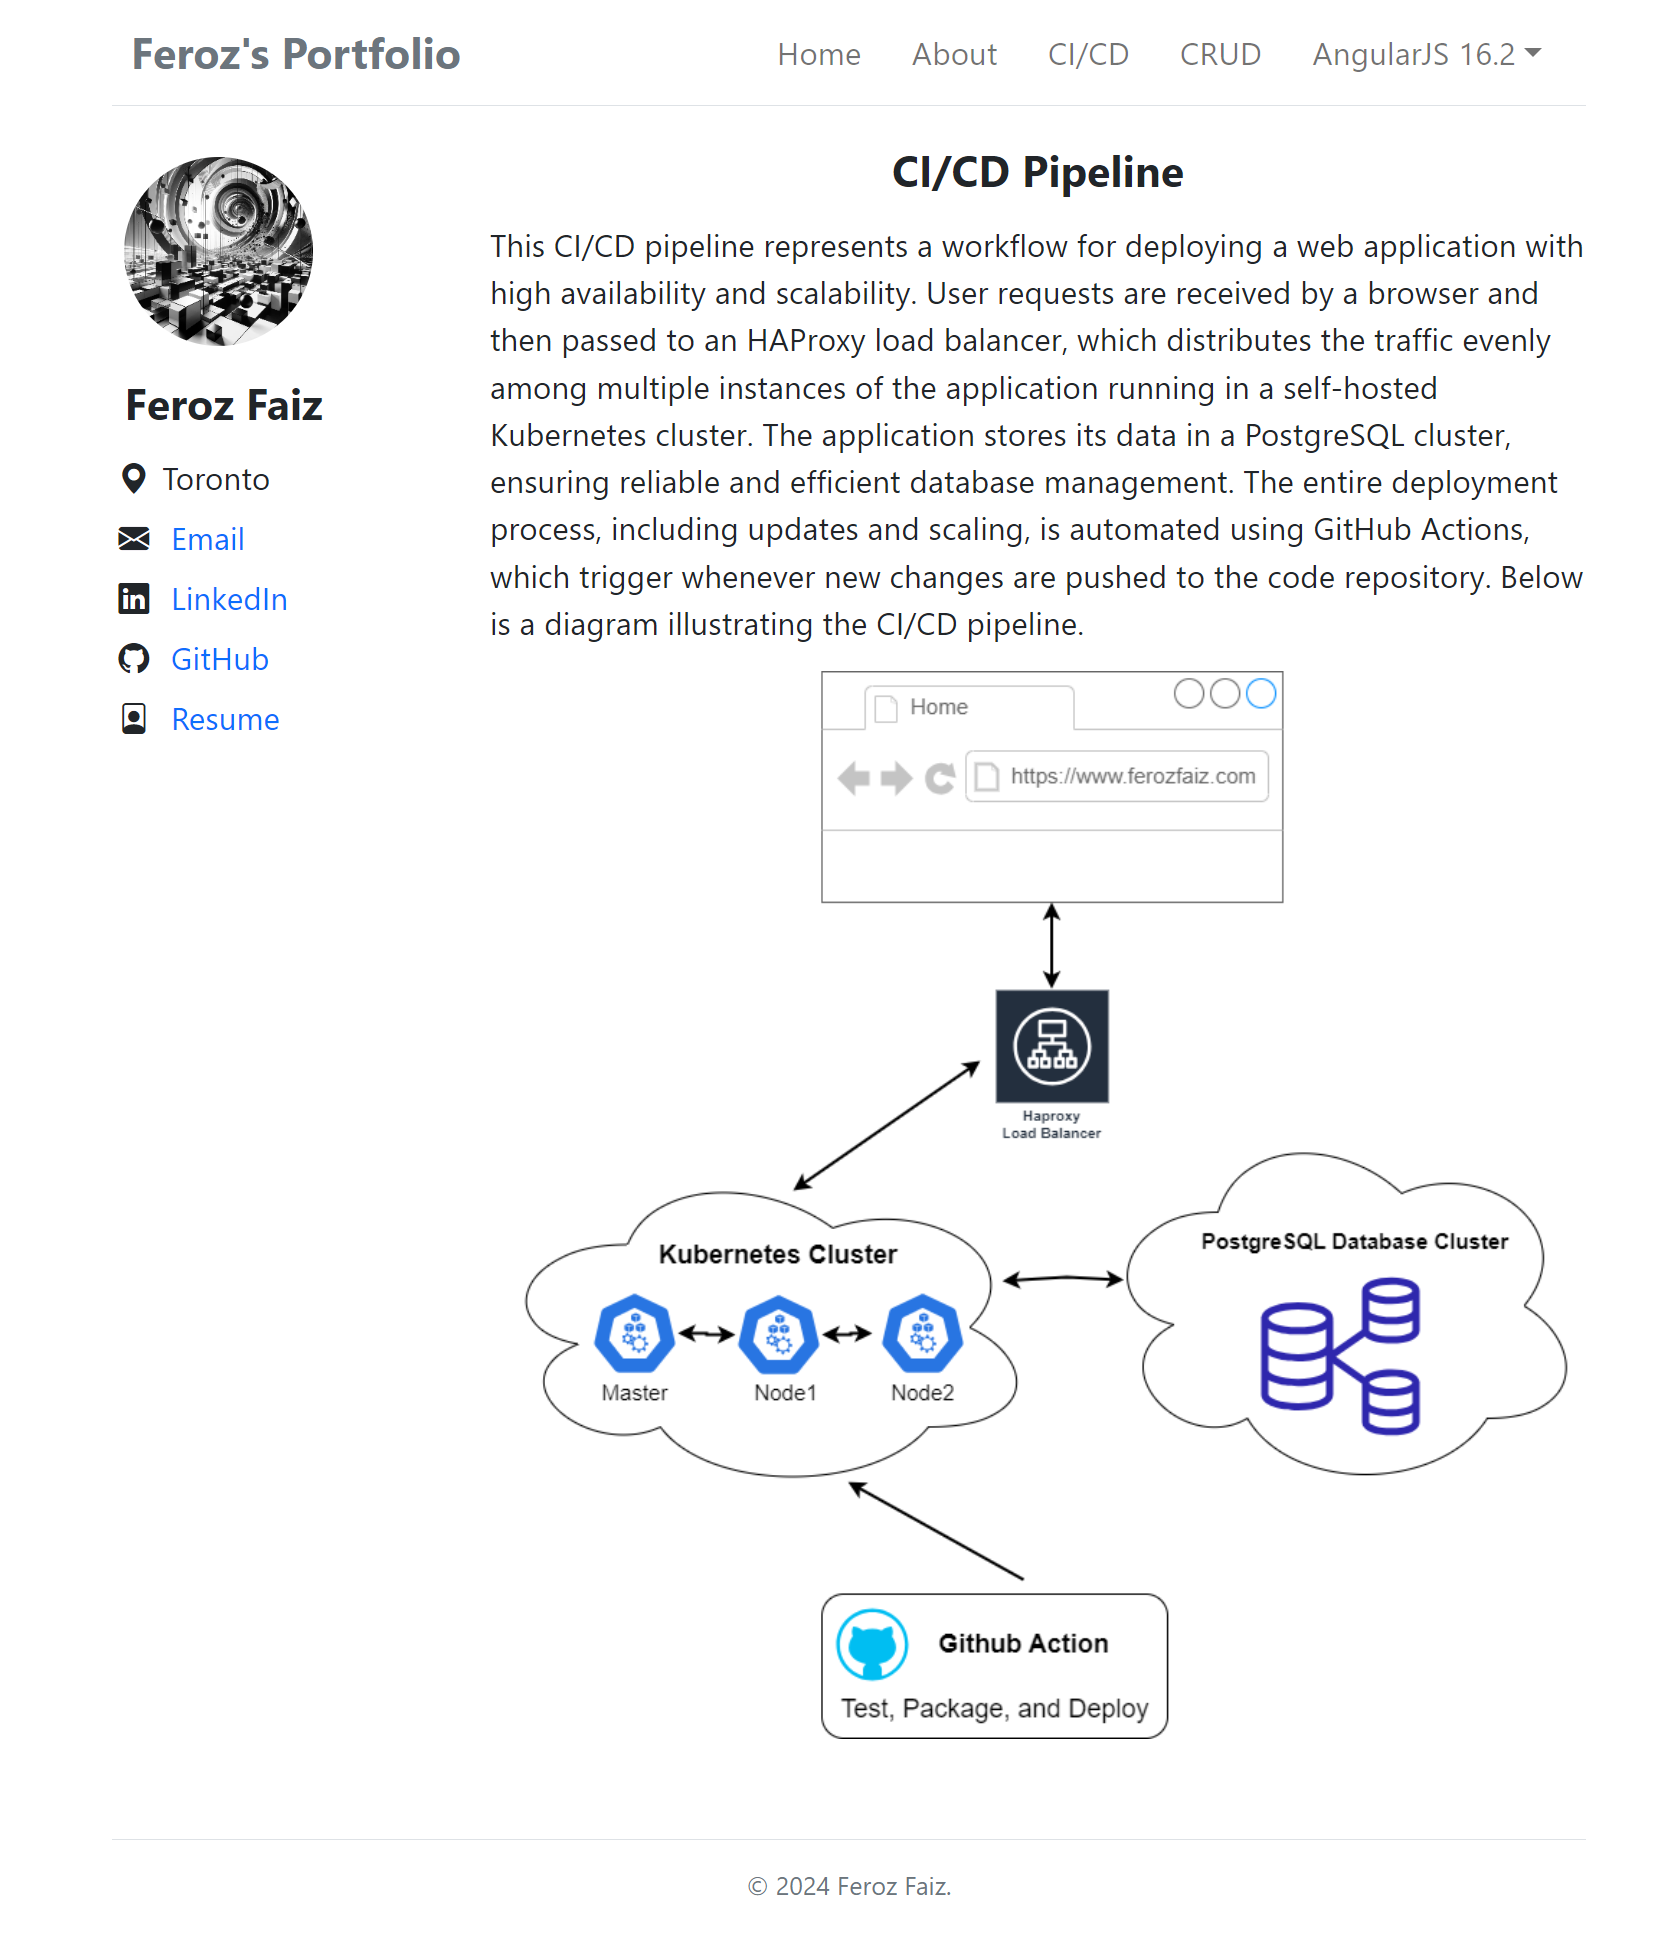 Feroz's Portfolio
Home
About
CI/CD
CRUD
AngularJS 16.2
Feroz Faiz
Toronto
Email
LinkedIn
GitHub
Resume
CI/CD Pipeline
This CI/CD pipeline represents a workflow for deploying a web application with
high availability and scalability. User requests are received by a browser and
then passed to an HAProxy load balancer, which distributes the traffic evenly
among multiple instances of the application running in a self-hosted
Kubernetes cluster. The application stores its data in a PostgreSQL cluster,
ensuring reliable and efficient database management. The entire deployment
process, including updates and scaling, is automated using GitHub Actions,
which trigger whenever new changes are pushed to the code repository. Below
is a diagram illustrating the CI/CD pipeline.
Home
https://www.ferozfaiz.com
Haproxy
Load Balancer
Kubernetes Cluster
Master
Node1
Node2
PostgreSQL Database Cluster
Github Action
Test, Package, and Deploy
© 2024 Feroz Faiz.